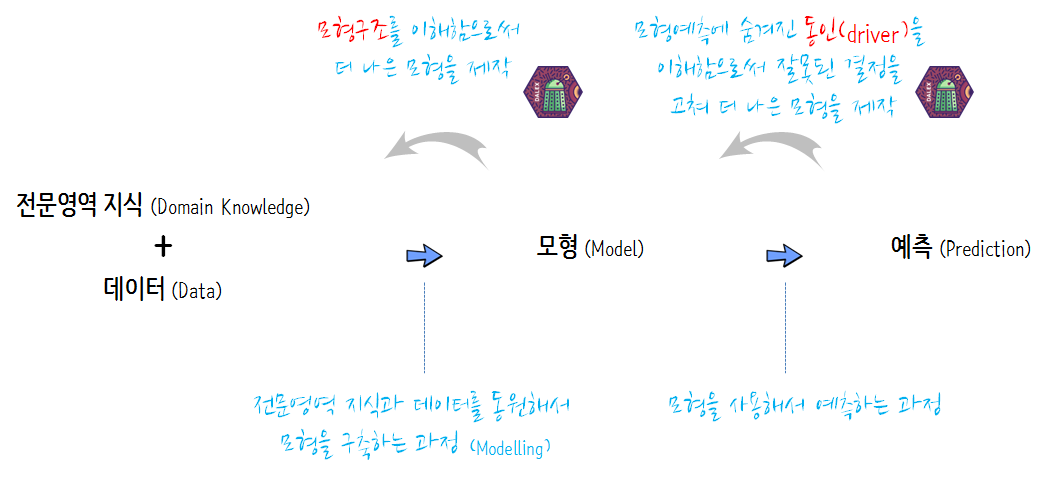 모형구조를 이해함으로써
더 나은 모형을 제작
DALEX
모형예측에 숨겨진 동인(driver)을
이해함으로써 잘못된 결정을
고쳐 더 나은 모형을 제작
DALEX
전문영역 지식 (Domain Knowledge)
+
데이터 (Data)
모형 (Model)
예측 (Prediction)
전문영역 지식과 데이터를 동원해서
모형을 구축하는 과정 (Modelling)
모형을 사용해서 예측하는 과정